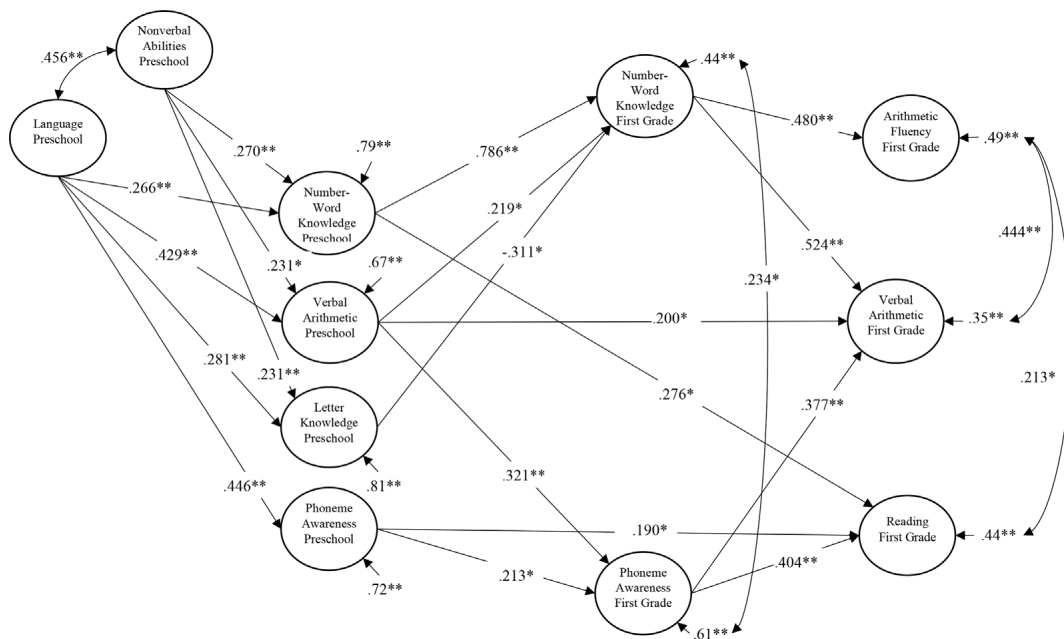 Nonverbal
Abilities
Preschool
.456**
Language
Preschool
.44**
Number-
Word
Knowledge
First Grade
Arithmetic
Fluency
First Grade
.49**
.480**
.270**
.79**
.786**
.266**
Number-
Word
Knowledge
Preschool
.219*
.444**
.429**
.231*
.67**
-.311*
.524**
.234*
Verbal
Arithmetic
Preschool
.200*
Verbal
Arithmetic
First Grade
.35**
.281**
.231**
.276*
.213*
.377**
Letter
Knowledge
Preschool
.446**
.81**
.321**
Phoneme
Awareness
Preschool
.190*
Reading
First Grade
.44**
.72**
.213*
.404**
Phoneme
Awareness
First Grade
.61**